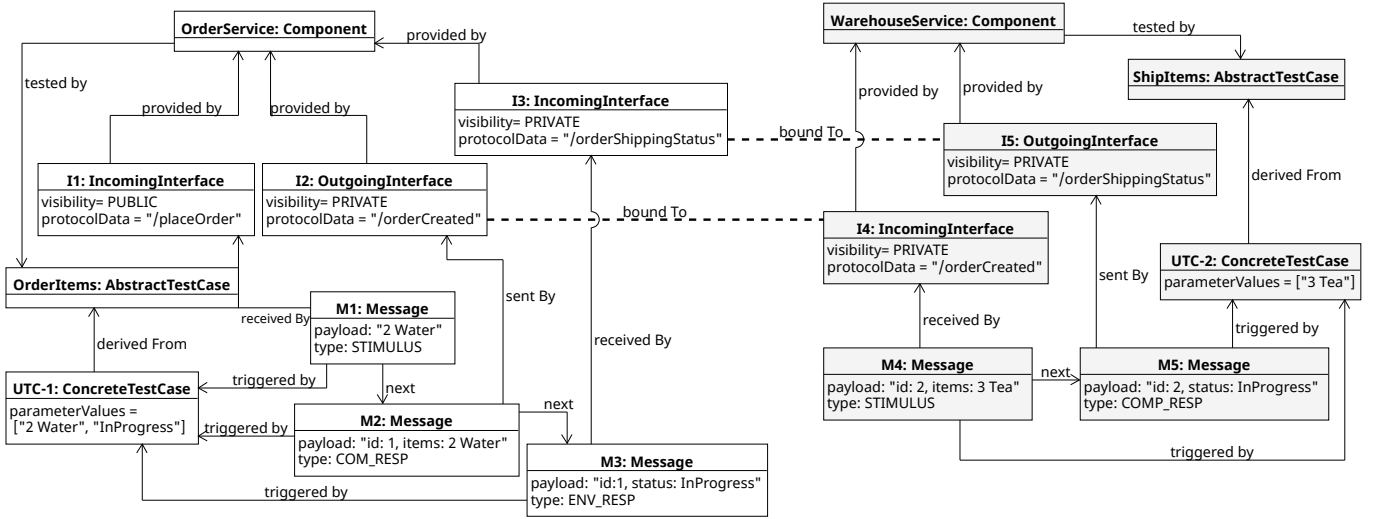 OrderService: Component
provided by
tested by
provided by
provided by
I3: IncomingInterface
visibility= PRIVATE
protocolData = "/orderShippingStatus"
I1: IncomingInterface
visibility= PUBLIC
protocolData = "/placeOrder"
I2: OutgoingInterface
visibility= PRIVATE
protocolData = "/orderCreated"
OrderItems: AbstractTestCase
received By
M1: Message
payload: "2 Water"
type: STIMULUS
sent By
received By
derived From
triggered by
next
UTC-1: ConcreteTestCase
parameterValues =
["2 Water", "InProgress"]
triggered by
M2: Message
payload: "id: 1, items: 2 Water"
type: COM_RESP
next
M3: Message
payload: "id:1, status: InProgress"
type: ENV_RESP
triggered by
bound To
bound To
WarehouseService: Component
tested by
ShipItems: AbstractTestCase
provided by
provided by
I5: OutgoingInterface
visibility= PRIVATE
protocolData = "/orderShippingStatus"
derived From
I4: IncomingInterface
visibility= PRIVATE
protocolData = "/orderCreated"
UTC-2: ConcreteTestCase
parameterValues = ["3 Tea"]
sent By
received By
triggered by
M4: Message
payload: "id: 2, items: 3 Tea"
type: STIMULUS
next
M5: Message
payload: "id: 2, status: InProgress"
type: COMP_RESP
triggered by